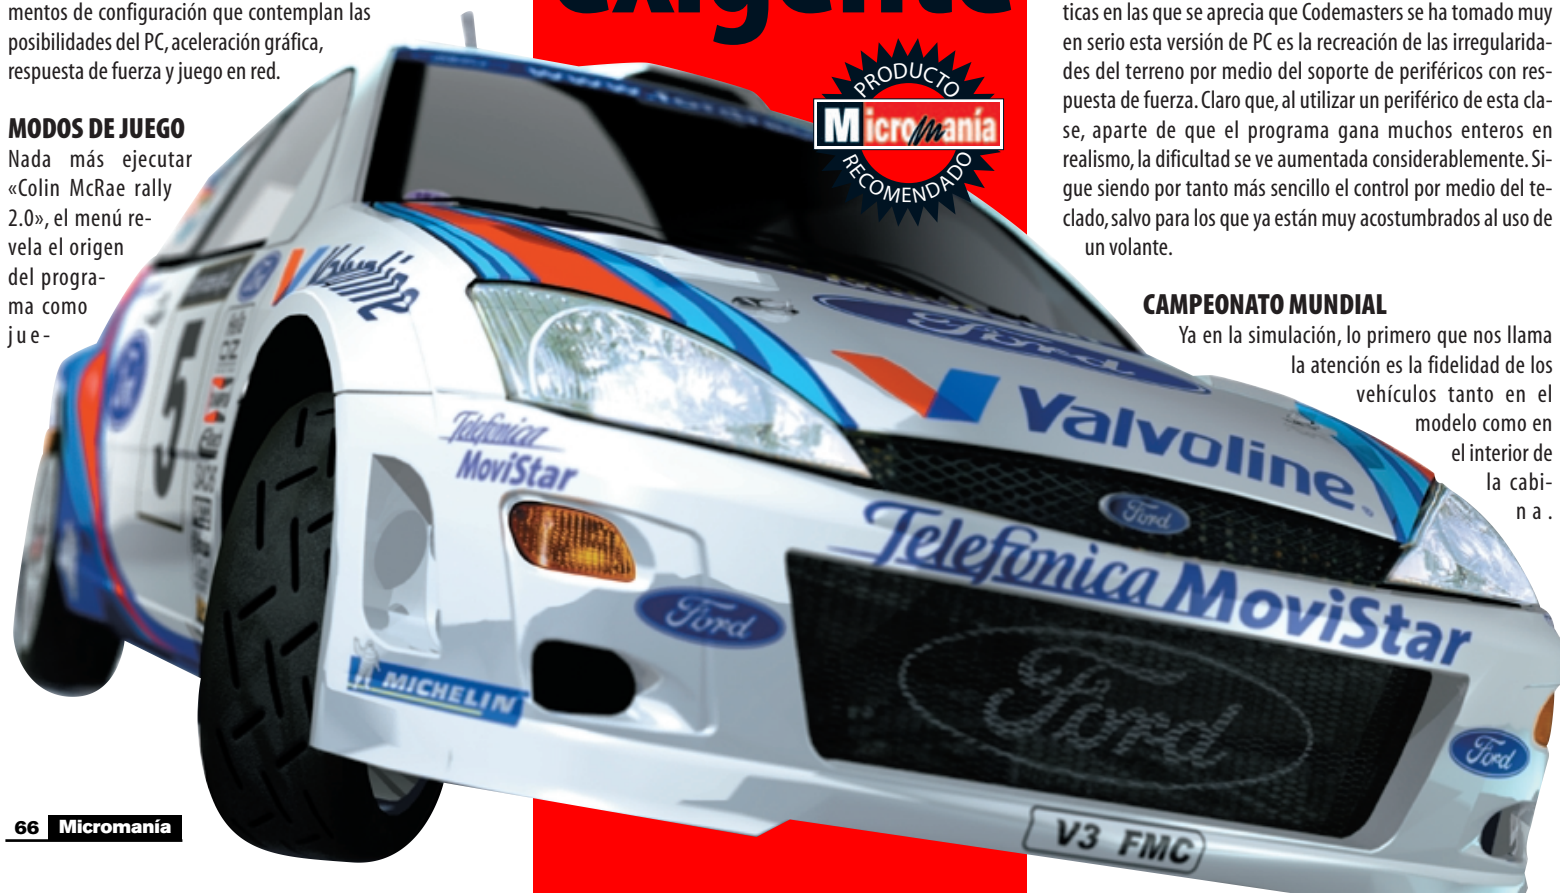 mentos de configuración que contemplan las
posibilidades del PC, aceleración gráfica,
respuesta de fuerza y juego en red.
MODOS DE JUEGO
Nada más ejecutar
«Colin McRae rally
2.0», el menú re-
vela el origen
del progra-
ma como
jue-
exigente
PRODUCTO
Micromanía
RECOMENDADO
ticas en las que se aprecia que Codemasters se ha tomado muy
en serio esta versión de PC es la recreación de las irregularida-
des del terreno por medio del soporte de periféricos con res-
puesta de fuerza. Claro que, al utilizar un periférico de esta cla-
se, aparte de que el programa gana muchos enteros en
realismo, la dificultad se ve aumentada considerablemente. Si-
gue siendo por tanto más sencillo el control por medio del te-
clado, salvo para los que ya están muy acostumbrados al uso de
un volante.
CAMPEONATO MUNDIAL
Ya en la simulación, lo primero que nos llama
la atención es la fidelidad de los
vehículos tanto en el
modelo como en
el interior de
la cabi-
na.
Valvoline
Ford
5
Ford
Valvoline
Telefónica
MoviStar
Ford
Telefónica MoviStar
Ford
MICHELIN
Ford
Ford
V3 FMC
66 Micromanía